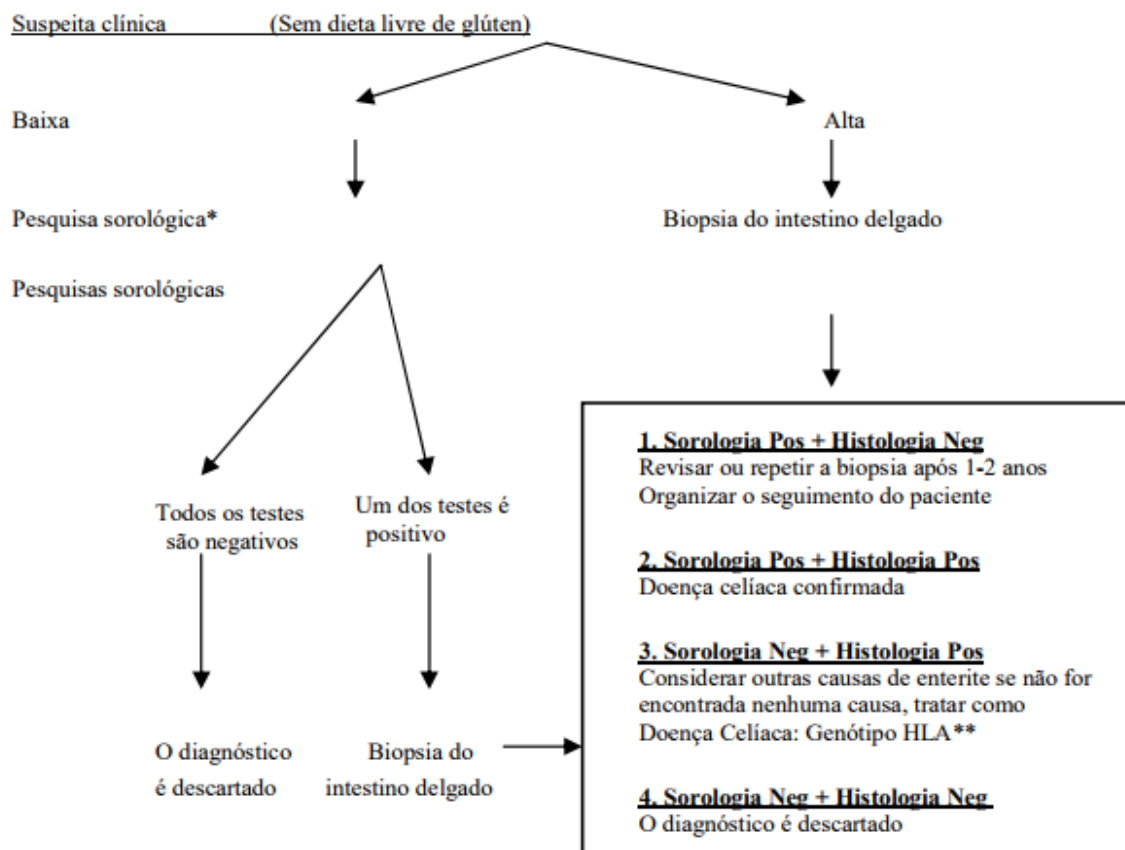 Suspeita clínica (Sem dieta livre de glúten)
Baixa
Alta
Pesquisa sorológica*
Biopsia do intestino delgado
Pesquisas sorológicas
Todos os testes
são negativos
Um dos testes é
positivo
O diagnóstico
é descartado
Biopsia do
intestino delgado
1. Sorologia Pos + Histologia Neg
Revisar ou repetir a biopsia após 1-2 anos
Organizar o seguimento do paciente
2. Sorologia Pos + Histologia Pos
Doença celíaca confirmada
3. Sorologia Neg + Histologia Pos
Considerar outras causas de enterite se não for
encontrada nenhuma causa, tratar como
Doença Celíaca: Genótipo HLA**
4. Sorologia Neg + Histologia Neg
O diagnóstico é descartado